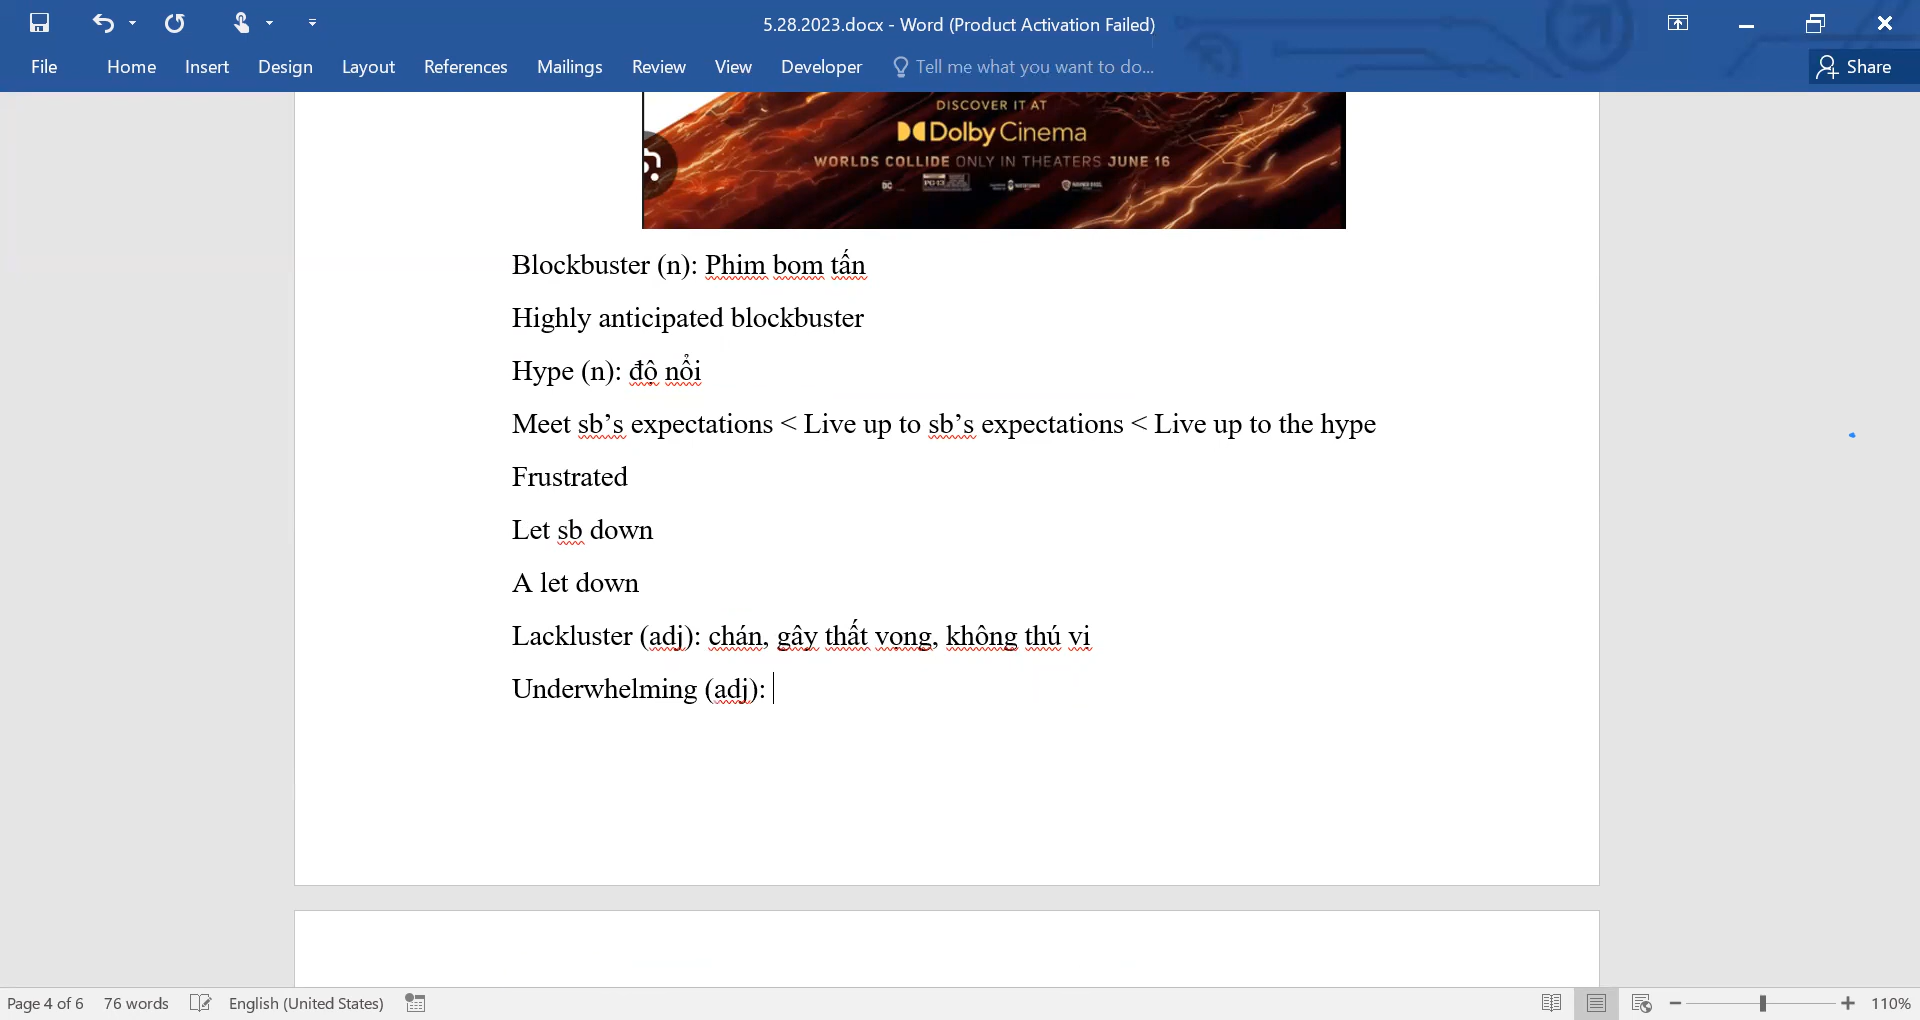 5.28.2023.docx - Word (Product Activation Failed)
File Home Insert Design Layout References Mailings Review View Developer Tell me what you want to do... Share
DISCOVER IT AT
Dolby Cinema
WORLDS COLLIDE ONLY IN THEATERS JUNE 16
DC PG-13
Blockbuster (n): Phim bom tấn
Highly anticipated blockbuster
Hype (n): độ nổi
Meet sb’s expectations < Live up to sb’s expectations < Live up to the hype
Frustrated
Let sb down
A let down
Lackluster (adj): chán, gây thất vọng, không thú vị
Underwhelming (adj):
Page 4 of 6 76 words English (United States) 110%